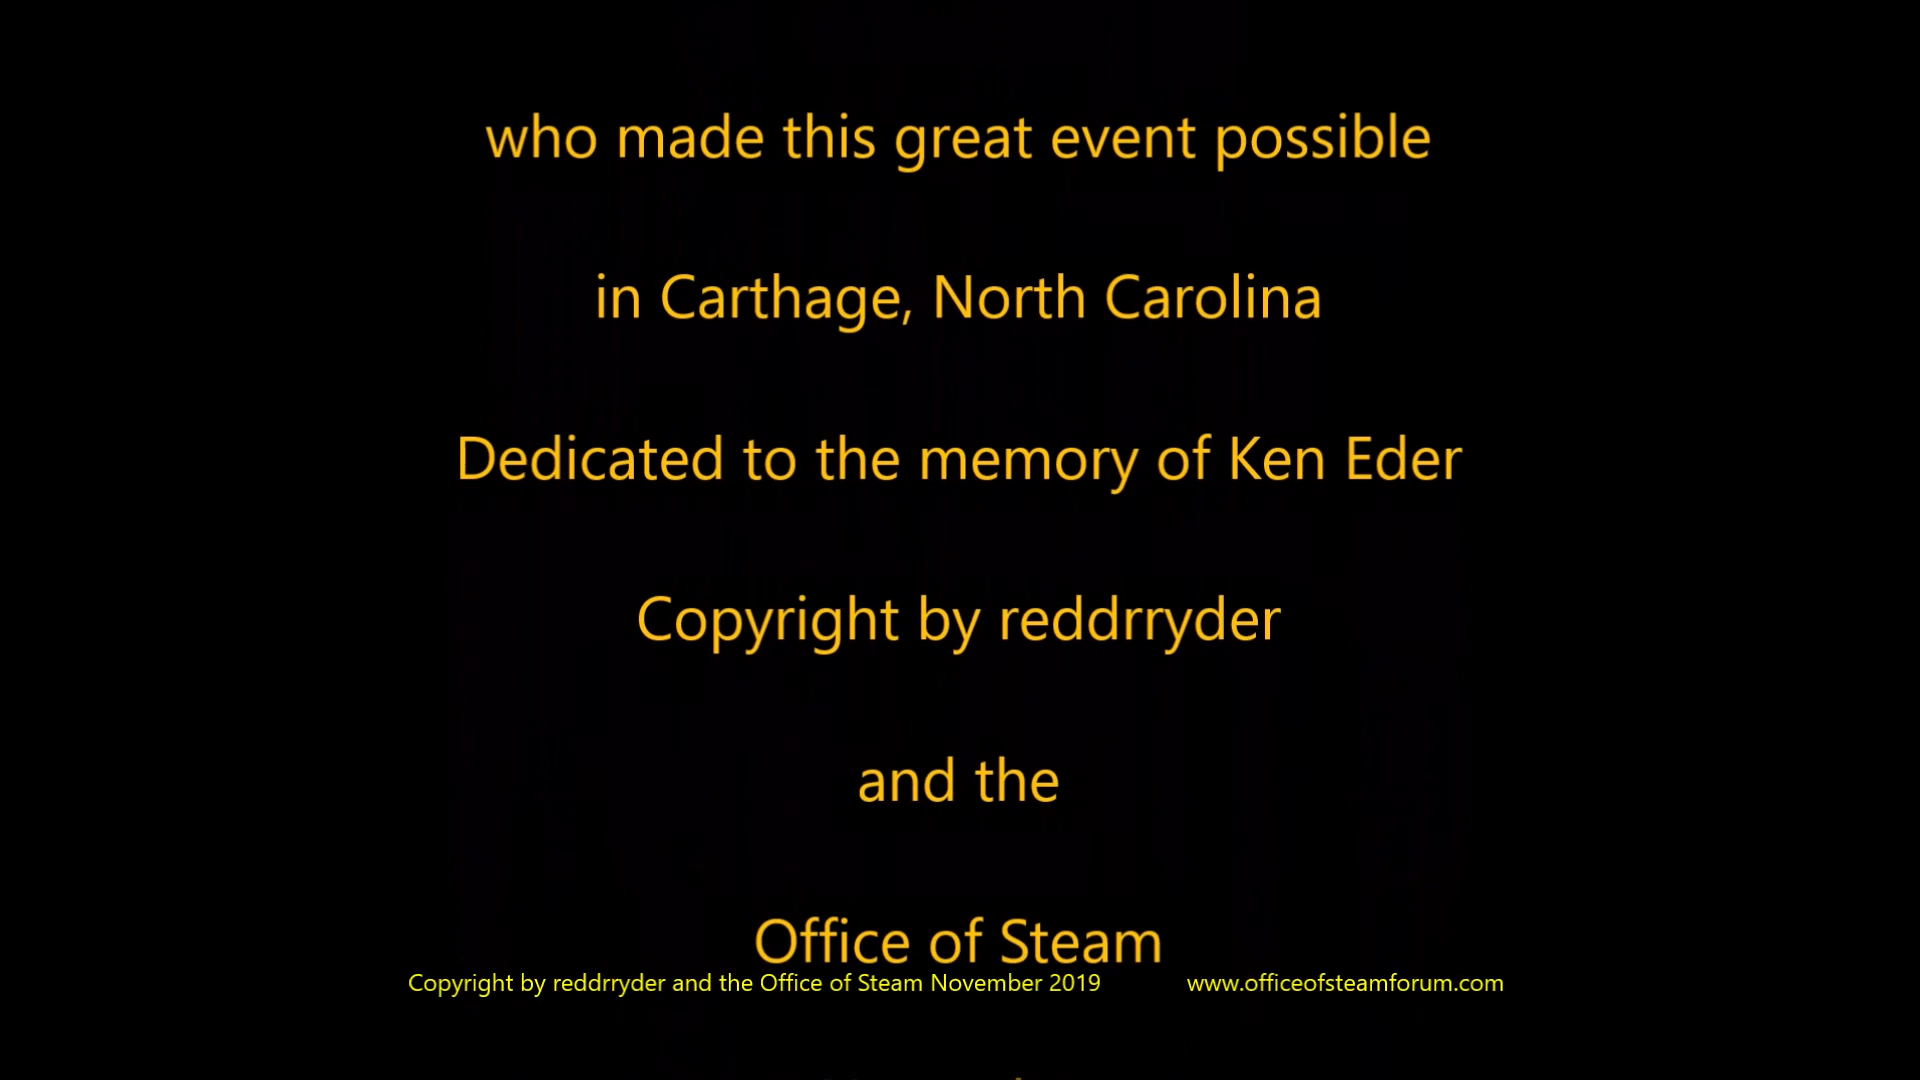 who made this great event possible
in Carthage, North Carolina
Dedicated to the memory of Ken Eder
Copyright by reddrryder
and the
Office of Steam
Copyright by reddrryder and the Office of Steam November 2019 www.officeofsteamforum.com